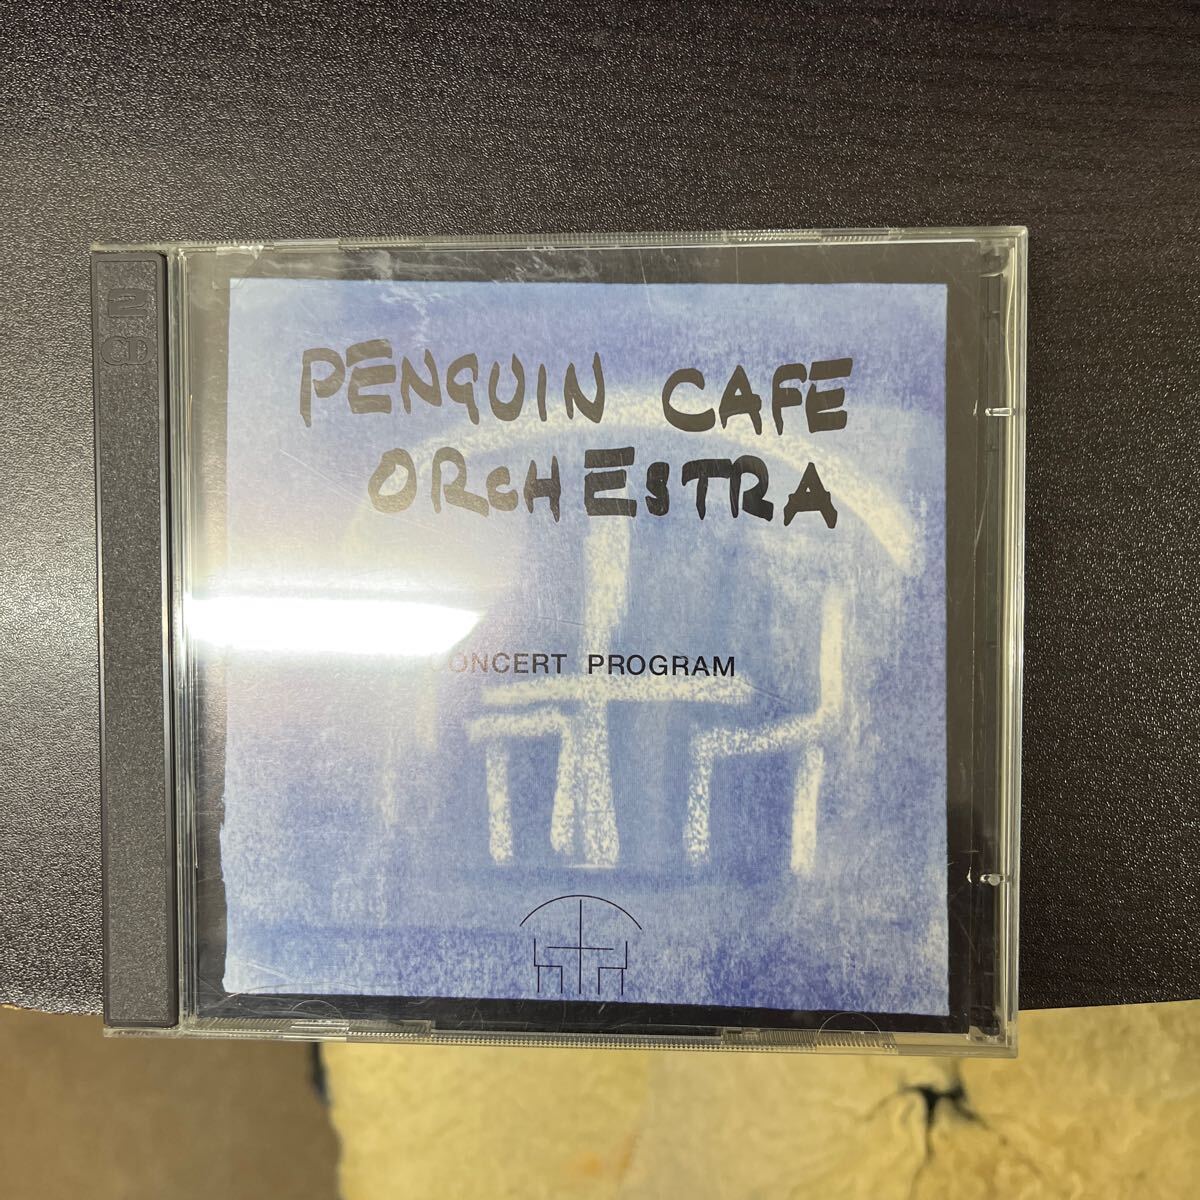 PENGUIN CAFE
ORCHESTRA
CONCERT PROGRAM
2
CD